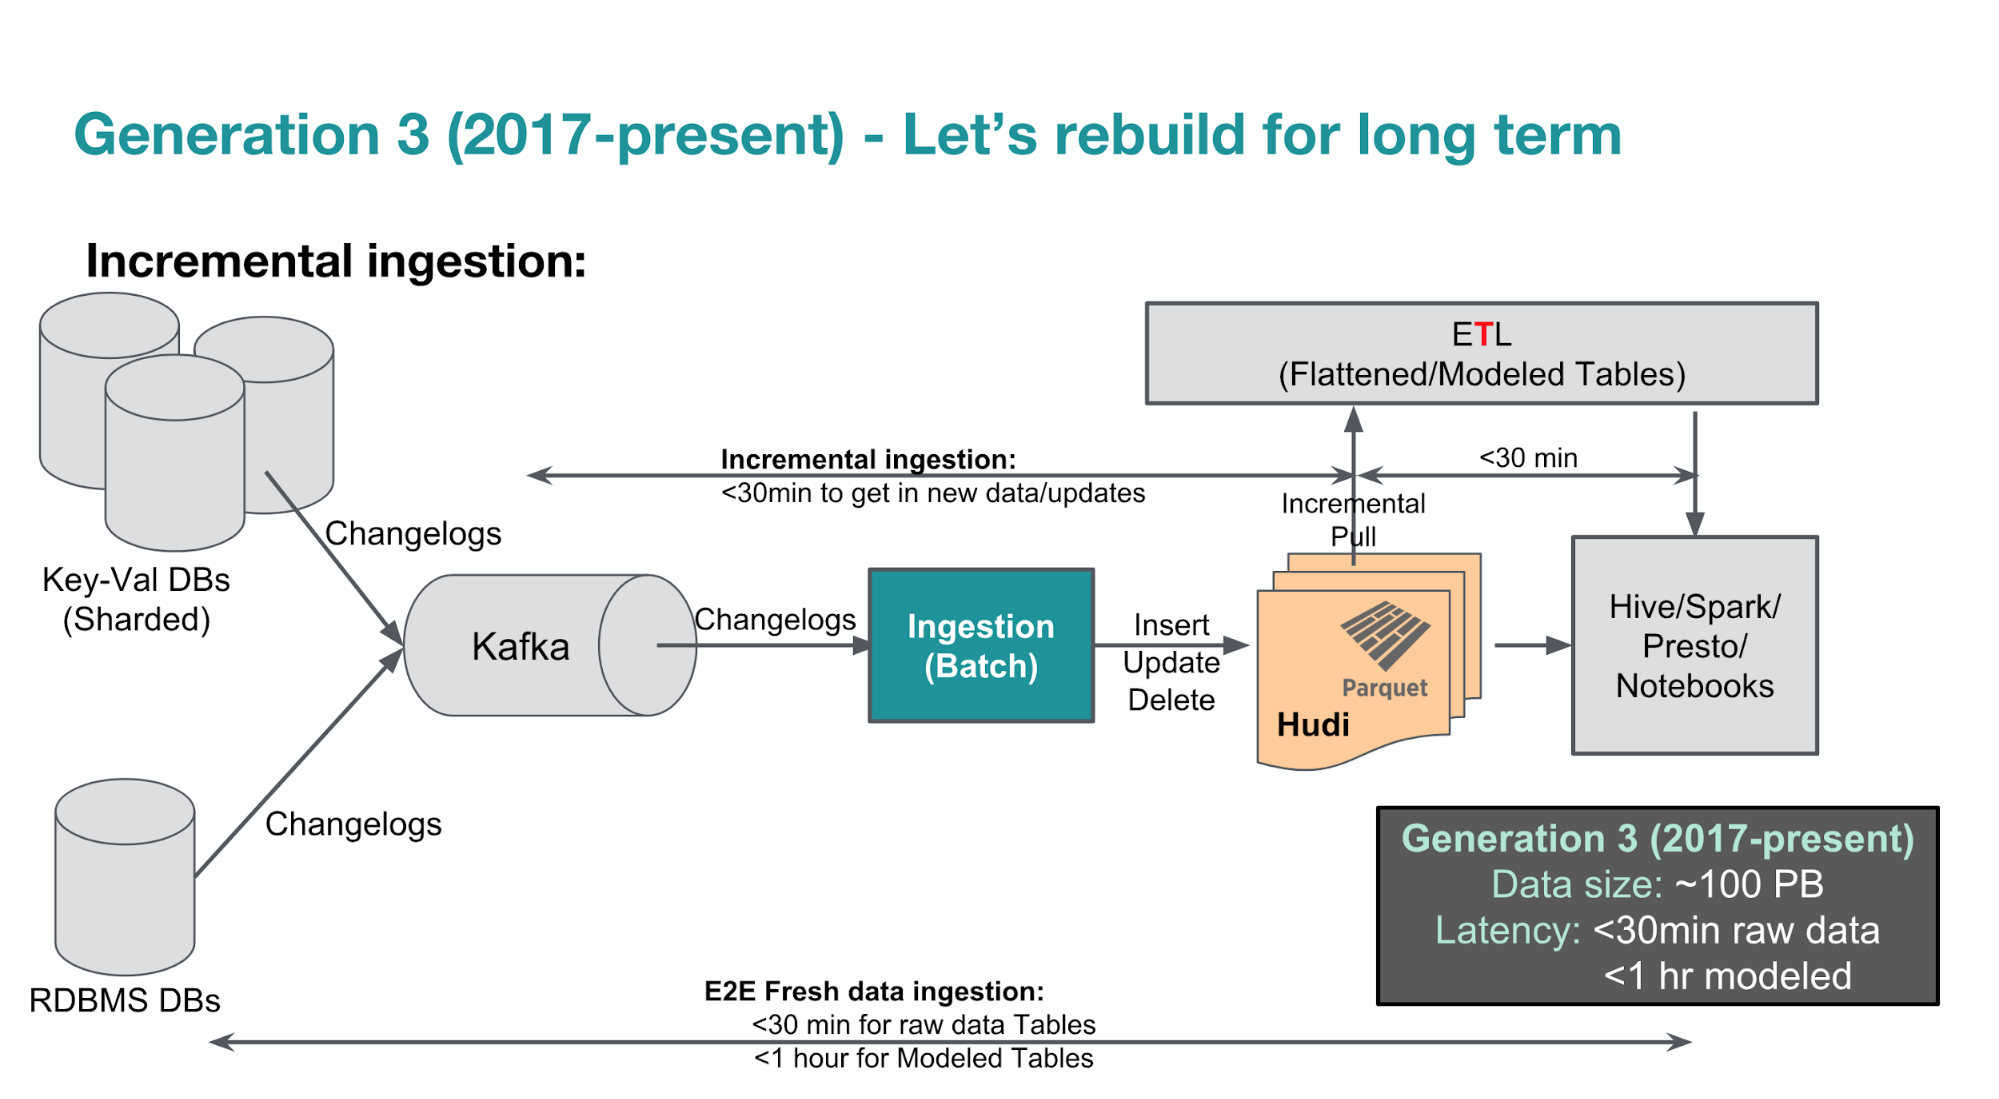 Generation 3 (2017-present) - Let's rebuild for long term
Incremental ingestion:
ETL
(Flattened/Modeled Tables)
Incremental ingestion:
<30min to get in new data/updates
<30 min
Incremental
Pull
Changelogs
Key-Val DBs
(Sharded)
Kafka
Changelogs
Ingestion
(Batch)
Insert
Update
Delete
Parquet
Hudi
Hive/Spark/
Presto/
Notebooks
Changelogs
RDBMS DBs
Generation 3 (2017-present)
Data size: ~100 PB
Latency: <30min raw data
<1 hr modeled
E2E Fresh data ingestion:
<30 min for raw data Tables
<1 hour for Modeled Tables